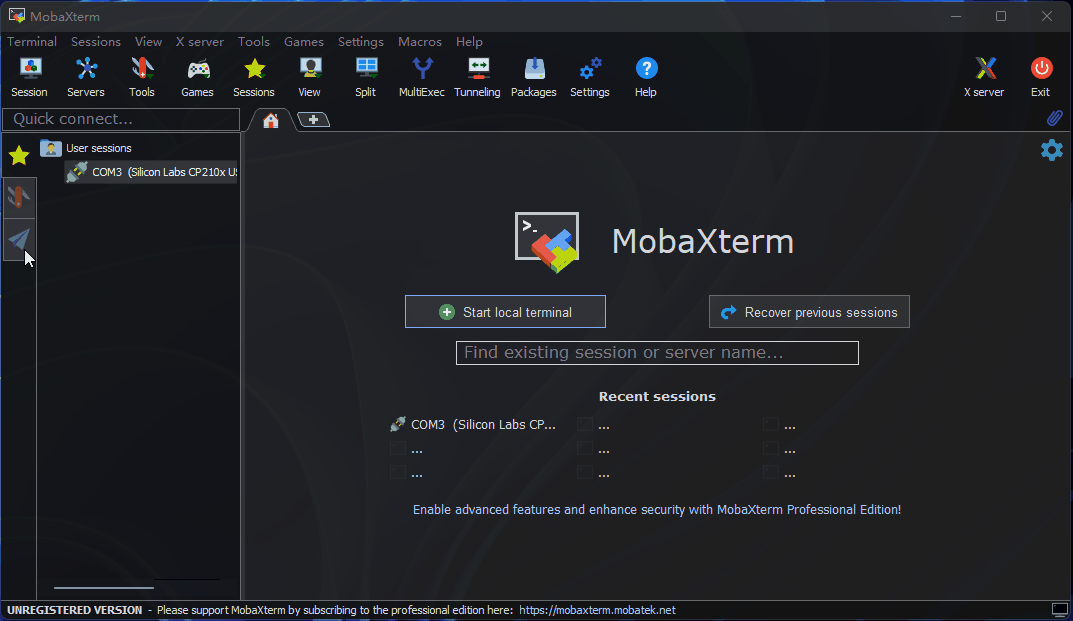 MobaXterm
Terminal Sessions View X server Tools Games Settings Macros Help
Session Servers Tools Games Sessions View Split MultiExec Tunneling Packages Settings Help X server Exit
Quick connect...
User sessions
COM3 (Silicon Labs CP210x US
>_
MobaXterm
Start local terminal Recover previous sessions
Find existing session or server name...
Recent sessions
COM3 (Silicon Labs CP... ... ...
... ... ...
... ... ...
Enable advanced features and enhance security with MobaXterm Professional Edition!
UNREGISTERED VERSION - Please support MobaXterm by subscribing to the professional edition here: https://mobaxterm.mobatek.net